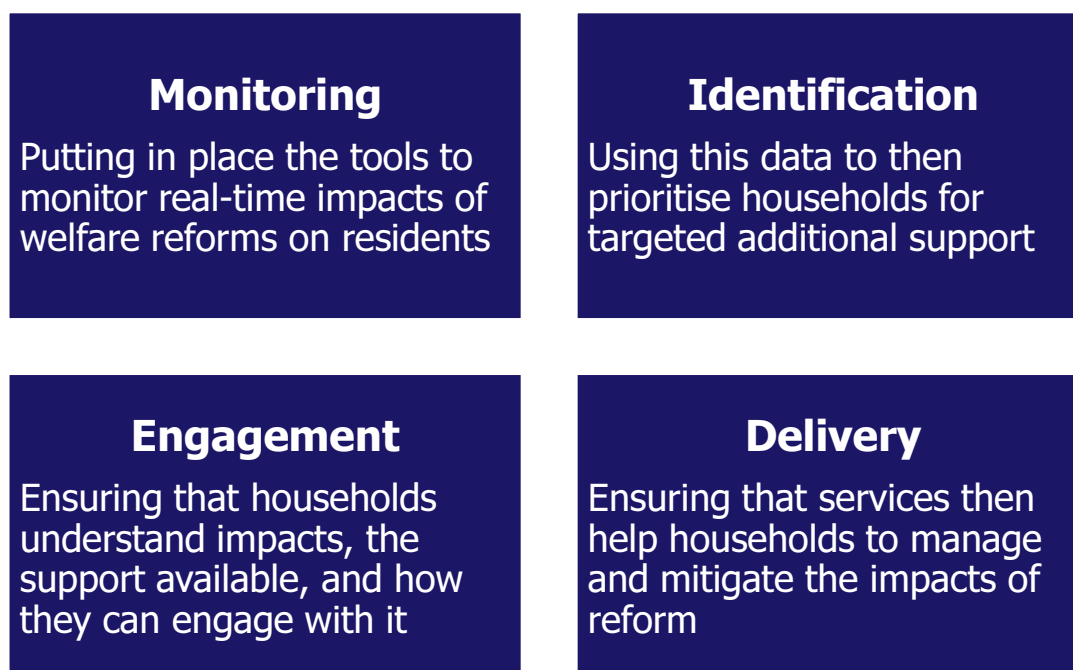 Monitoring
Putting in place the tools to
monitor real-time impacts of
welfare reforms on residents
Identification
Using this data to then
prioritise households for
targeted additional support
Engagement
Ensuring that households
understand impacts, the
support available, and how
they can engage with it
Delivery
Ensuring that services then
help households to manage
and mitigate the impacts of
reform